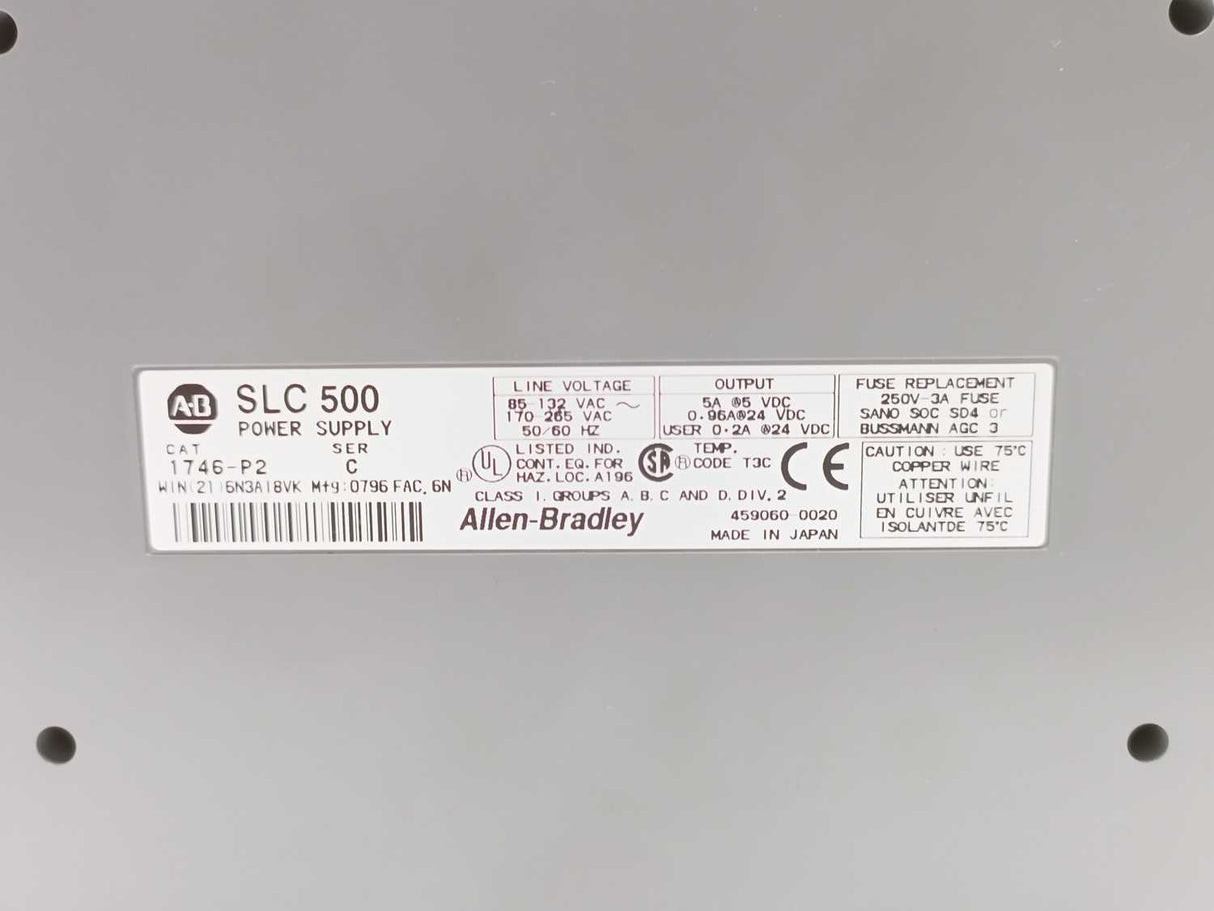 A-B
SLC 500
POWER SUPPLY
CAT
SER
1746-P2
C
Mfg:0796 FAC. 6N
LINE VOLTAGE
85-132 VAC ~
170 265 VAC
50/60 HZ
OUTPUT
5A @5 VDC
0.96A@24 VDC
USER 0.2A @24 VDC
FUSE REPLACEMENT
250V-3A FUSE
SANO SOC SD4 or
BUSSMANN AGC 3
UL
LISTED IND.
CONT. EQ. FOR
HAZ. LOC. A196
SA
TEMP.
CODE T3C
CE
CLASS I. GROUPS A. B. C AND D. DIV. 2
Allen-Bradley
459060-0020
MADE IN JAPAN
CAUTION: USE 75°C
COPPER WIRE
ATTENTION:
UTILISER UNFIL
EN CUIVRE AVEC
ISOLANTDE 75°C